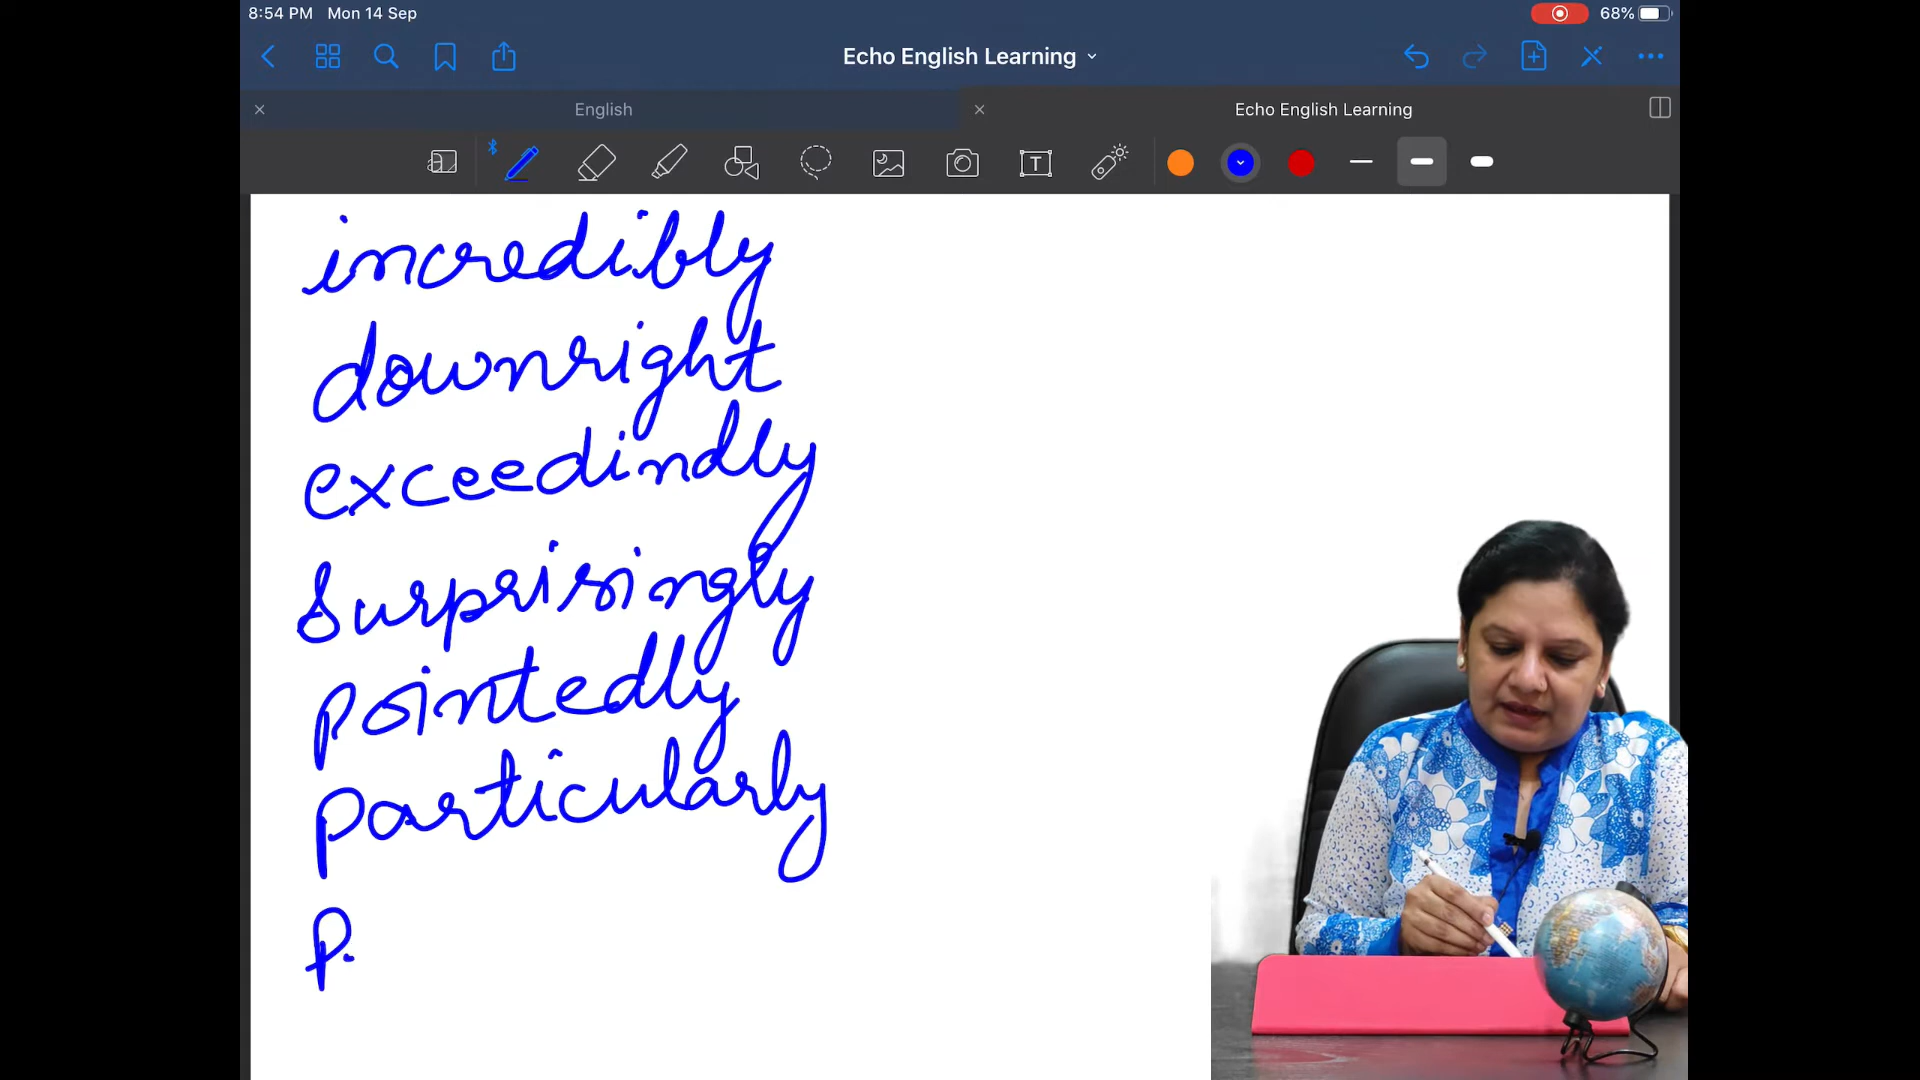 8:54 PM Mon 14 Sep 68%
Echo English Learning
English Echo English Learning
T
incredibly
downright
exceedindly
surprisingly
pointedly
particularly
P